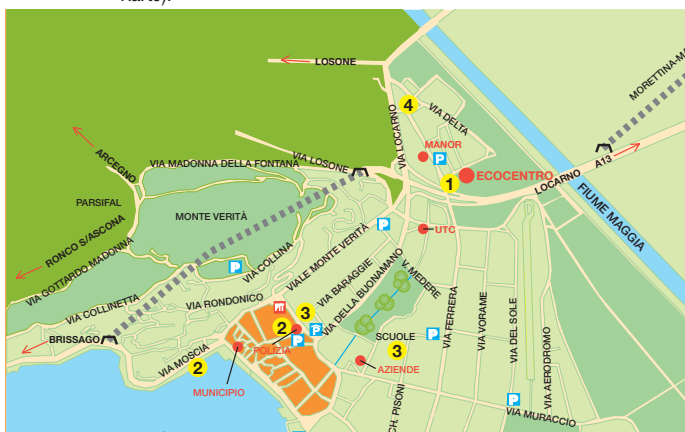 Karte).
LOSONE
MORETTINA-MA
4
VIA DELTA
VIA LOCARNO
MANOR
P
VIA LOSONE
VIA MADONNA DELLA FONTANA
ARCEGNO
1
ECOCENTRO
LOCARNO
A13
FIUME MAGGIA
PARSIFAL
MONTE VERITÀ
RONCO S/ASCONA
VIA GOTTARDO MADONNA
P
UTC
P
VIA COLLINA
VIALE MONTE VERITÀ
VIA BARAGGIE
VIA DELLA BUONAMANO
V. MEDERE
VIA COLLINETTA
VIA RONDONICO
3
2
P
P
POLIZIA
BRISSAGO
VIA MOSCIA
2
MUNICIPIO
SCUOLE
3
P
AZIENDE
VIA FERRERA
VIA VORAME
VIA DEL SOLE
VIA AERODROMO
CH. PISONI
P
VIA MURACCIO